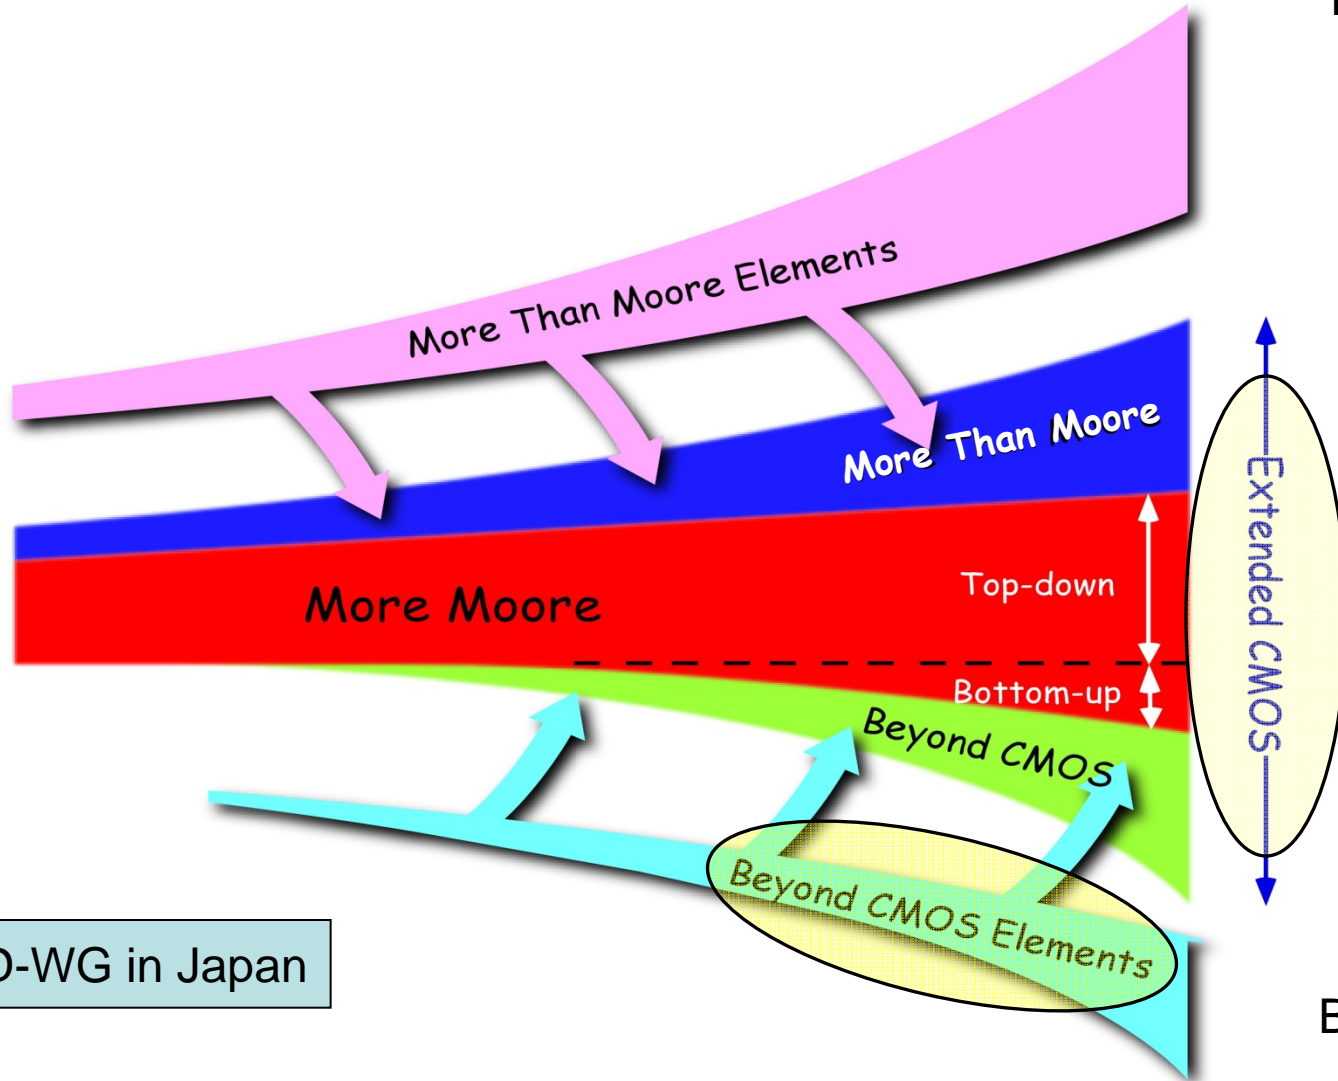 More Than Moore Elements
More Than Moore
More Moore
Top-down
Bottom-up
Beyond CMOS
Extended CMOS
Beyond CMOS Elements
-WG in Japan
B